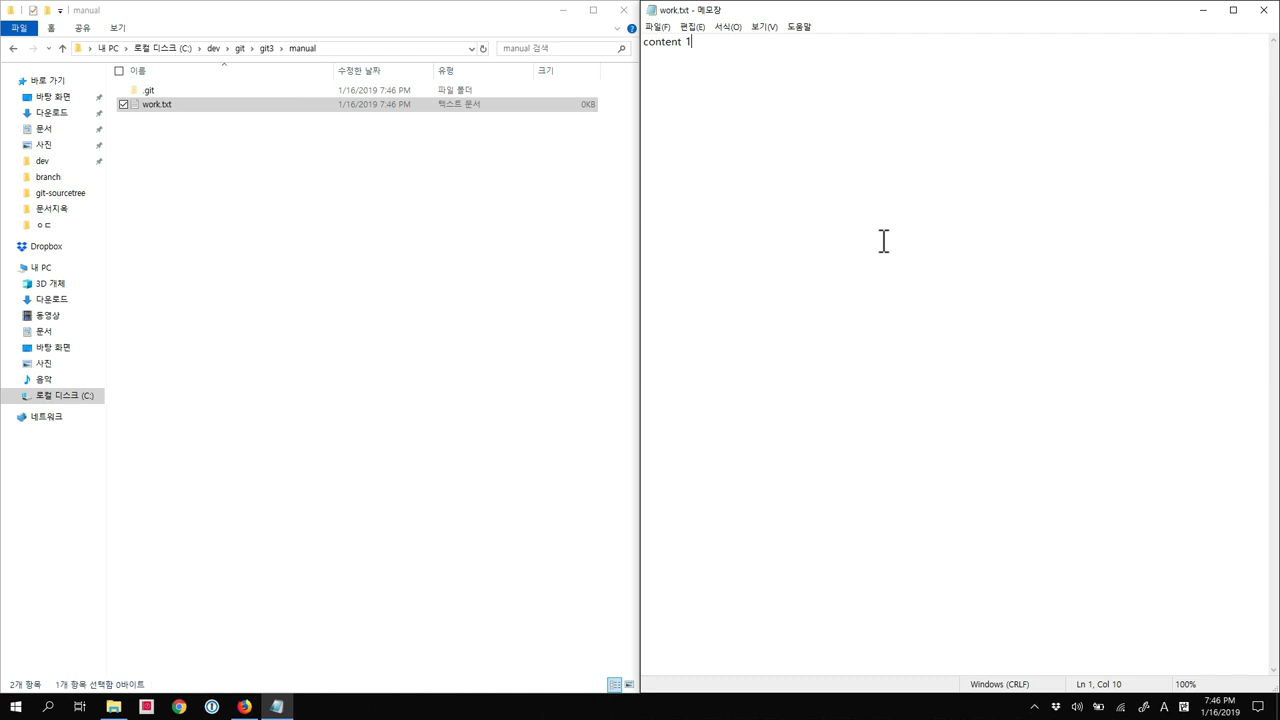 manual
파일 홈 공유 보기
내 PC 로컬 디스크 (C:) dev git git3 manual
manual 검색
이름 수정한 날짜 유형 크기
.git 1/16/2019 7:46 PM 파일 폴더
work.txt 1/16/2019 7:46 PM 텍스트 문서 0KB
바로 가기
바탕 화면
다운로드
문서
사진
dev
branch
git-sourcetree
문서지옥
ㅇㄷ
Dropbox
내 PC
3D 개체
다운로드
동영상
문서
바탕 화면
사진
음악
로컬 디스크 (C:)
네트워크
2개 항목 1개 항목 선택함 0바이트
work.txt - 메모장
파일(F) 편집(E) 서식(O) 보기(V) 도움말
content 1
Windows (CRLF) Ln 1, Col 10 100%
A 한 7:46 PM
1/16/2019